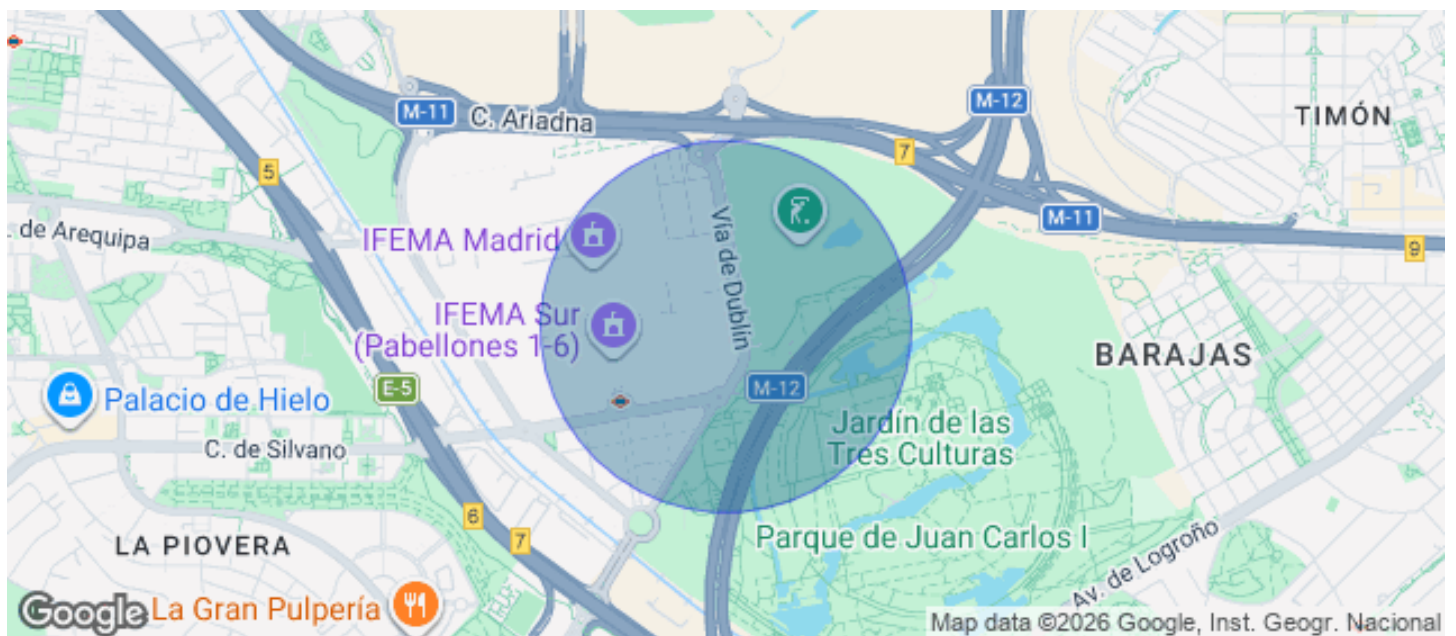 M-11
C. Ariadna
M-12
TIMÓN
5
7
. de Arequipa
IFEMA Madrid
Vía de Dublín
M-11
9
IFEMA Sur
(Pabellones 1-6)
BARAJAS
E-5
M-12
Palacio de Hielo
Jardín de las
Tres Culturas
C. de Silvano
6
7
LA PIOVERA
Parque de Juan Carlos I
Av. de Logroño
Google
La Gran Pulpería
Map data ©2026 Google, Inst. Geogr. Nacional